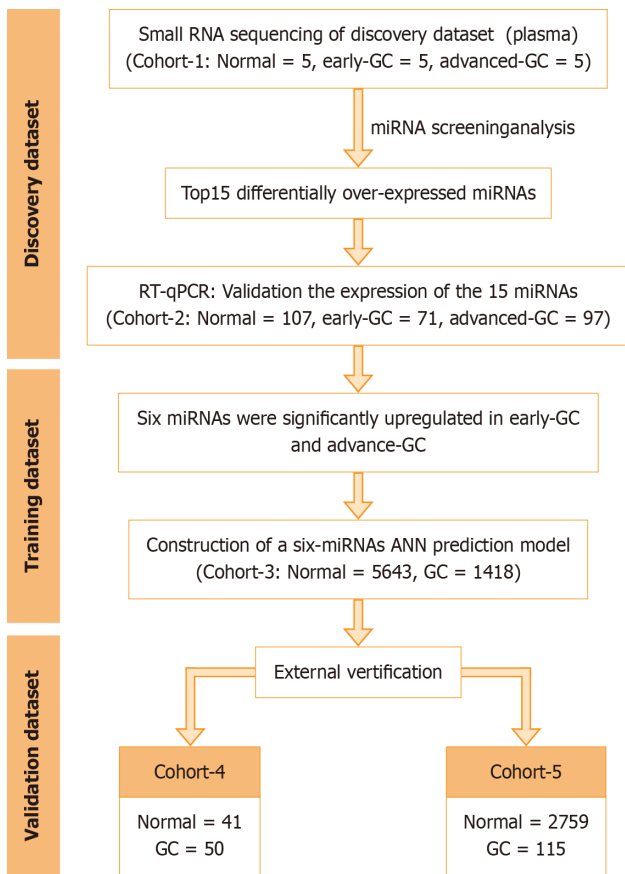 Discovery dataset
Small RNA sequencing of discovery dataset (plasma)
(Cohort-1: Normal = 5, early-GC = 5, advanced-GC = 5)
miRNA screeninganalysis
Top15 differentially over-expressed miRNAs
RT-qPCR: Validation the expression of the 15 miRNAs
(Cohort-2: Normal = 107, early-GC = 71, advanced-GC = 97)
Training dataset
Six miRNAs were significantly upregulated in early-GC
and advance-GC
Construction of a six-miRNAs ANN prediction model
(Cohort-3: Normal = 5643, GC = 1418)
Validation dataset
External vertification
Cohort-4
Normal = 41
GC = 50
Cohort-5
Normal = 2759
GC = 115